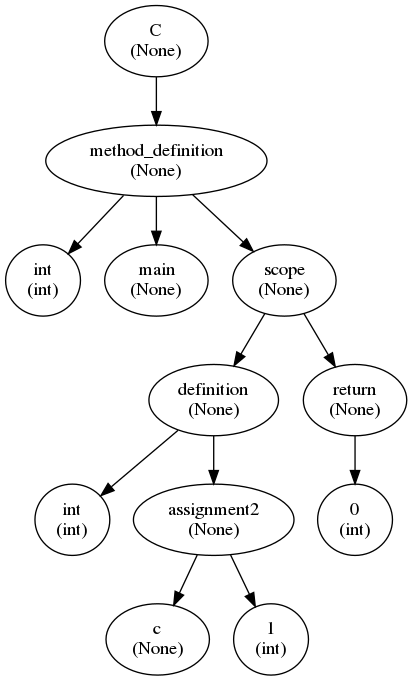 C
(None)
method_definition
(None)
int
(int)
main
(None)
scope
(None)
definition
(None)
return
(None)
int
(int)
assignment2
(None)
0
(int)
c
(None)
1
(int)